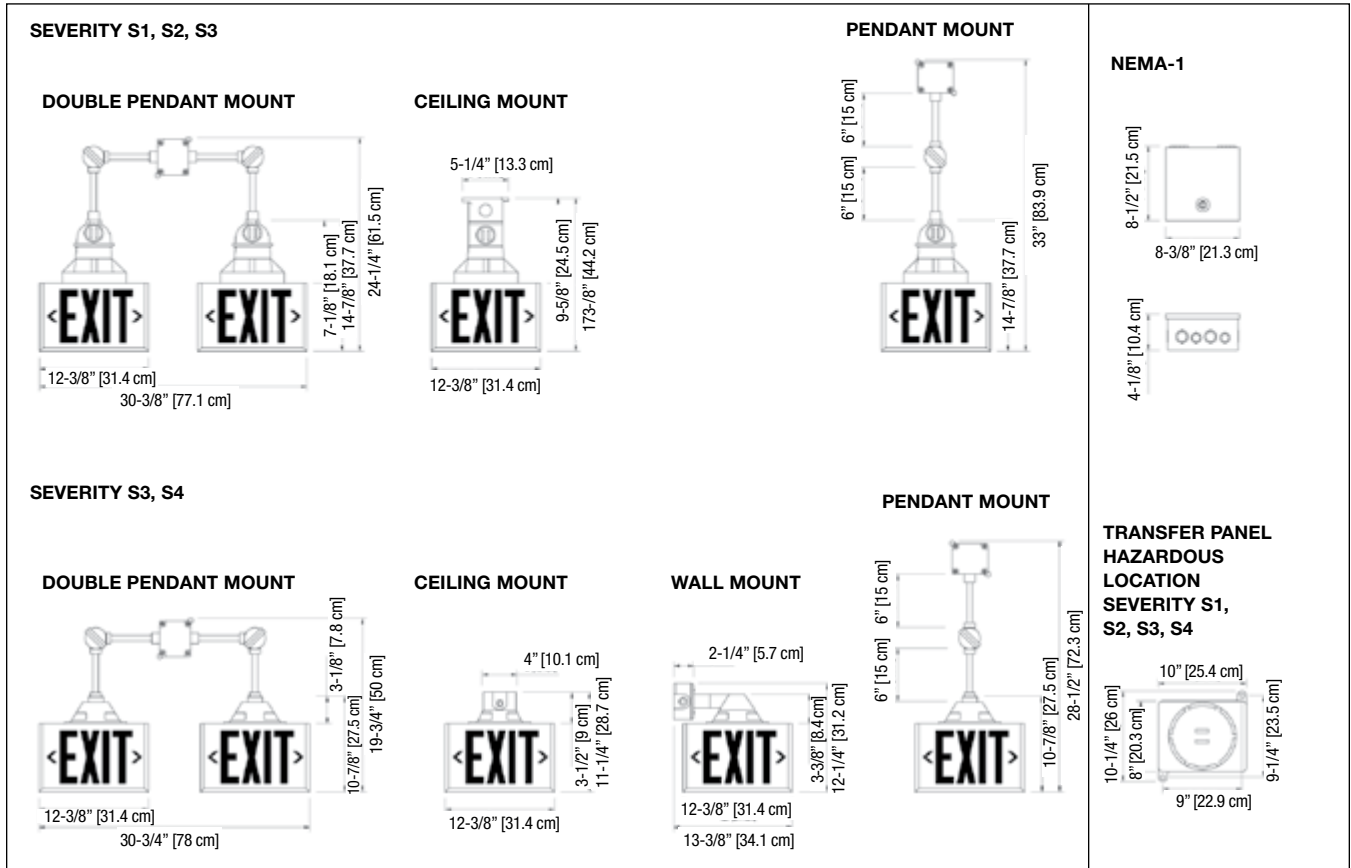 SEVERITY S1, S2, S3
DOUBLE PENDANT MOUNT
7-1/8” [18.1 cm]
14-7/8” [37.7 cm]
24-1/4” [61.5 cm]
<EXIT>
<EXIT>
12-3/8” [31.4 cm]
30-3/8” [77.1 cm]
CEILING MOUNT
5-1/4” [13.3 cm]
9-5/8” [24.5 cm]
173-/8” [44.2 cm]
<EXIT>
12-3/8” [31.4 cm]
PENDANT MOUNT
6” [15 cm]
6” [15 cm]
33” [83.9 cm]
14-7/8” [37.7 cm]
<EXIT>
NEMA-1
8-1/2” [21.5 cm]
8-3/8” [21.3 cm]
4-1/8” [10.4 cm]
SEVERITY S3, S4
DOUBLE PENDANT MOUNT
3-1/8” [7.8 cm]
10-7/8” [27.5 cm]
19-3/4” [50 cm]
<EXIT>
<EXIT>
12-3/8” [31.4 cm]
30-3/4” [78 cm]
CEILING MOUNT
4” [10.1 cm]
3-1/2” [9 cm]
11-1/4” [28.7 cm]
<EXIT>
12-3/8” [31.4 cm]
WALL MOUNT
2-1/4” [5.7 cm]
3-3/8” [8.4 cm]
12-1/4” [31.2 cm]
<EXIT>
12-3/8” [31.4 cm]
13-3/8” [34.1 cm]
PENDANT MOUNT
6” [15 cm]
6” [15 cm]
10-7/8” [27.5 cm]
28-1/2” [72.3 cm]
<EXIT>
TRANSFER PANEL
HAZARDOUS
LOCATION
SEVERITY S1,
S2, S3, S4
10” [25.4 cm]
10-1/4” [26 cm]
8” [20.3 cm]
9-1/4” [23.5 cm]
9” [22.9 cm]